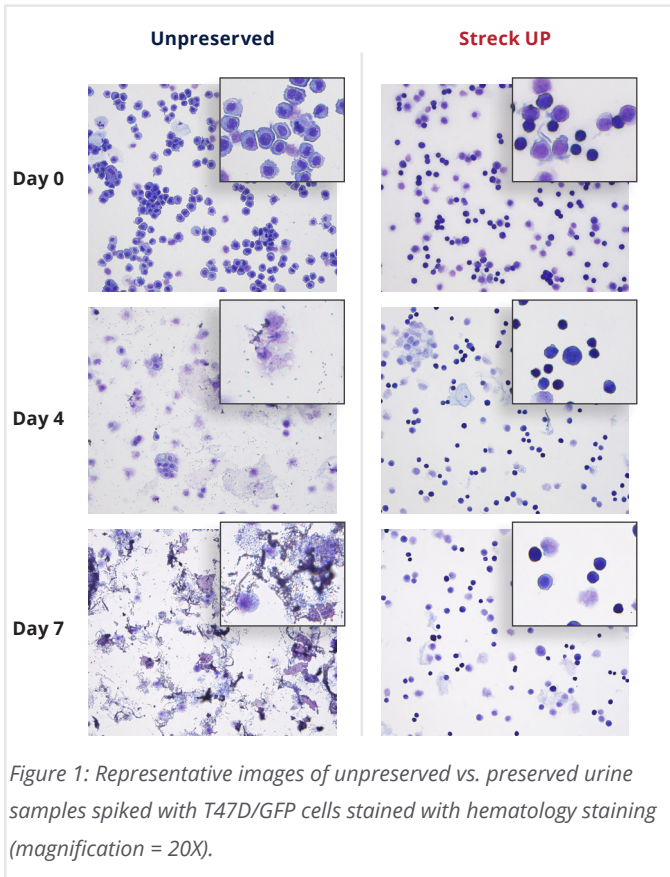 Unpreserved
Streck UP
Day 0
Day 4
Day 7
Figure 1: Representative images of unpreserved vs. preserved urine
samples spiked with T47D/GFP cells stained with hematology staining
(magnification = 20X).